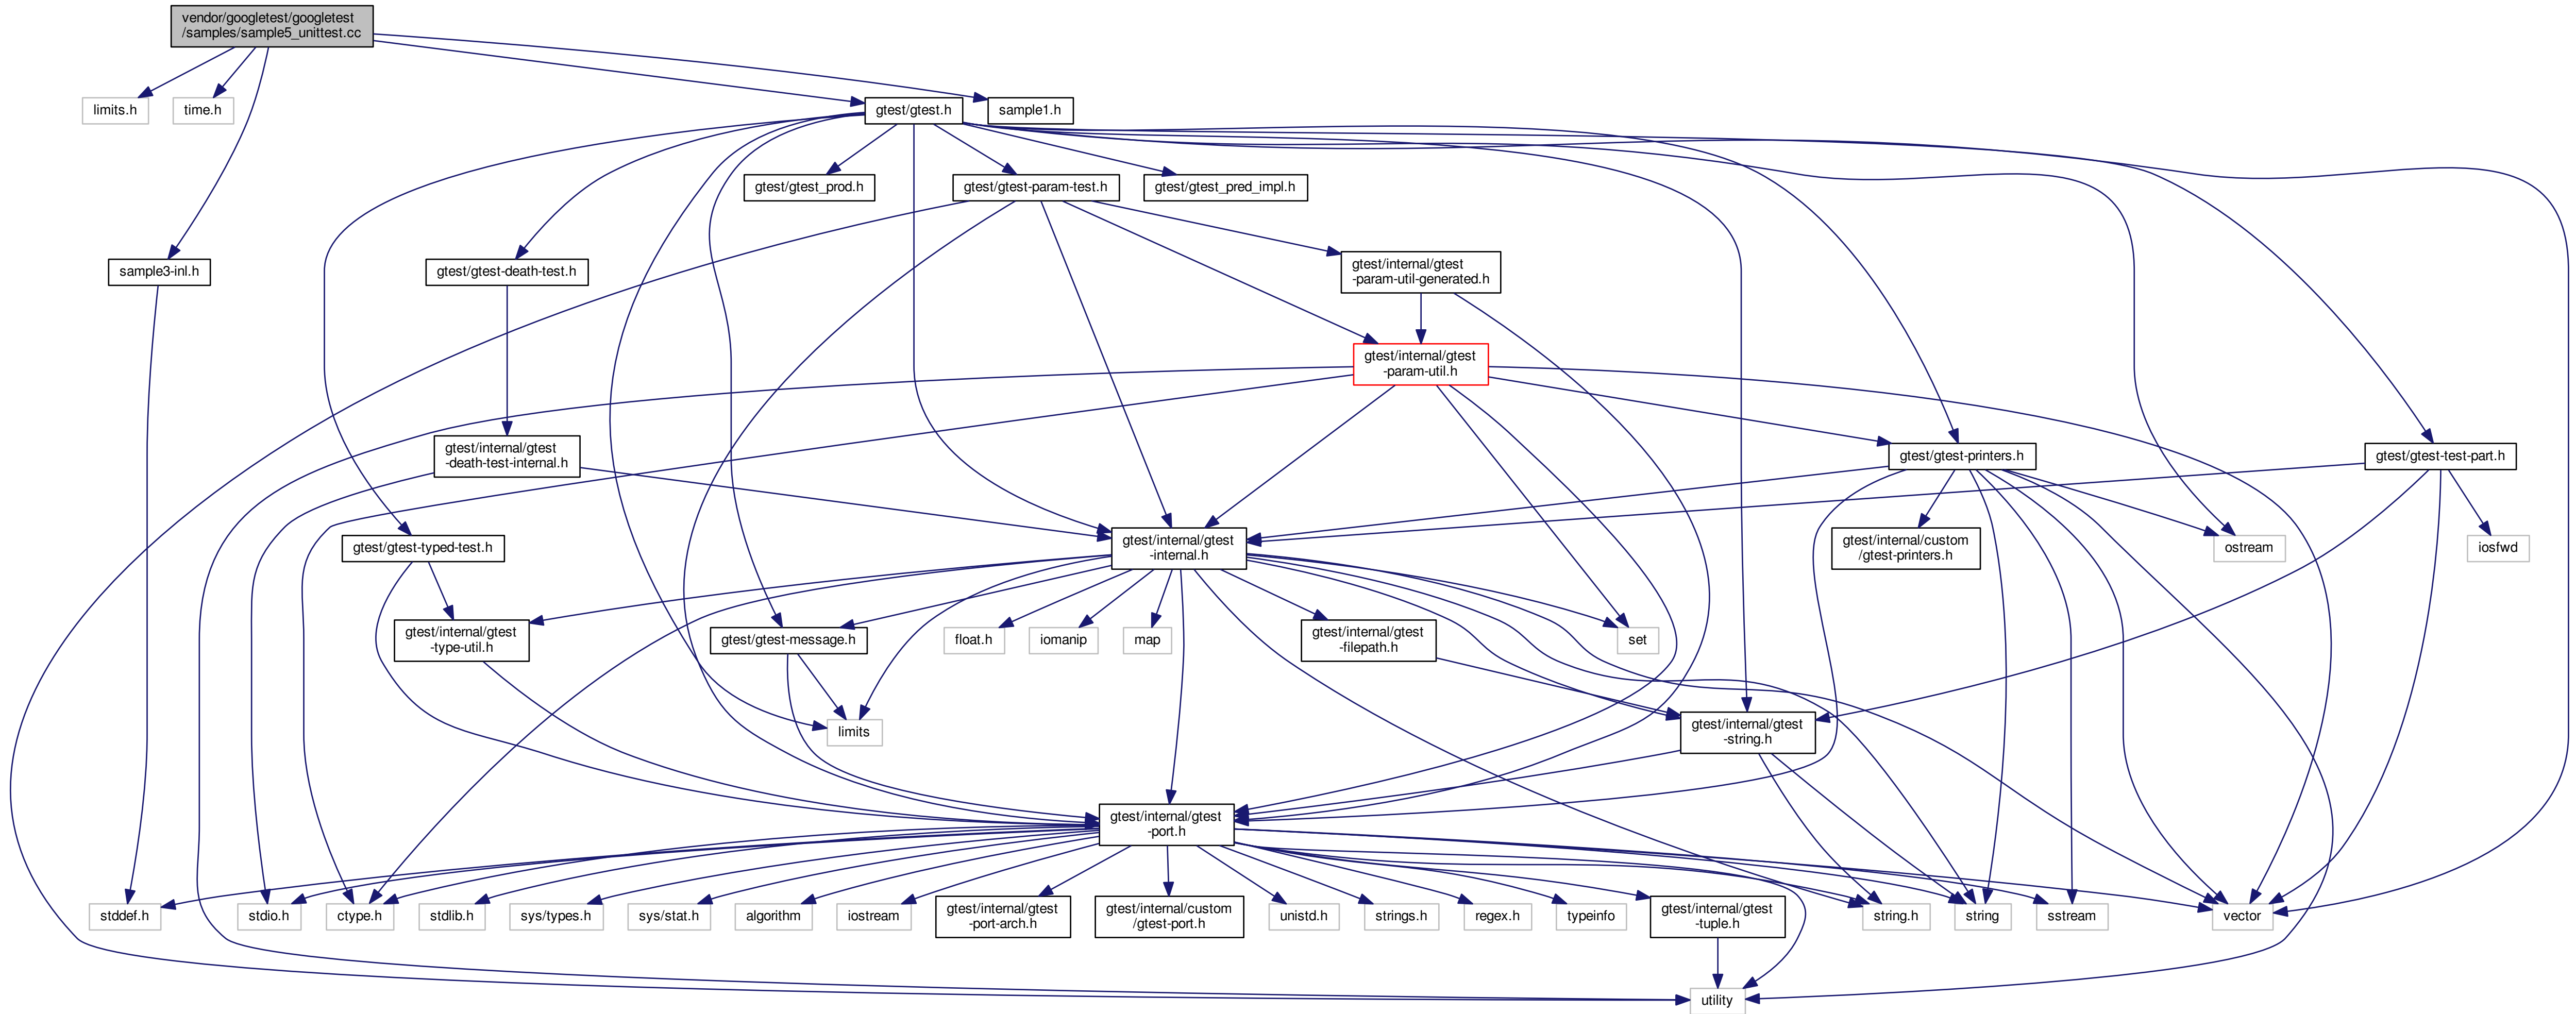 vendor/googletest/googletest
/samples/sample5_unittest.cc
limits.h
time.h
gtest/gtest.h
sample1.h
gtest/gtest_prod.h
gtest/gtest-param-test.h
gtest/gtest_pred_impl.h
sample3-inl.h
gtest/gtest-death-test.h
gtest/internal/gtest
-param-util-generated.h
gtest/internal/gtest
-param-util.h
gtest/internal/gtest
-death-test-internal.h
gtest/gtest-printers.h
gtest/gtest-test-part.h
gtest/gtest-typed-test.h
gtest/internal/gtest
-internal.h
gtest/internal/custom
/gtest-printers.h
ostream
iosfwd
gtest/internal/gtest
-type-util.h
gtest/gtest-message.h
float.h
iomanip
map
gtest/internal/gtest
-filepath.h
set
limits
gtest/internal/gtest
-string.h
gtest/internal/gtest
-port.h
stddef.h
stdio.h
ctype.h
stdlib.h
sys/types.h
sys/stat.h
algorithm
iostream
gtest/internal/gtest
-port-arch.h
gtest/internal/custom
/gtest-port.h
unistd.h
strings.h
regex.h
typeinfo
gtest/internal/gtest
-tuple.h
string.h
string
sstream
vector
utility